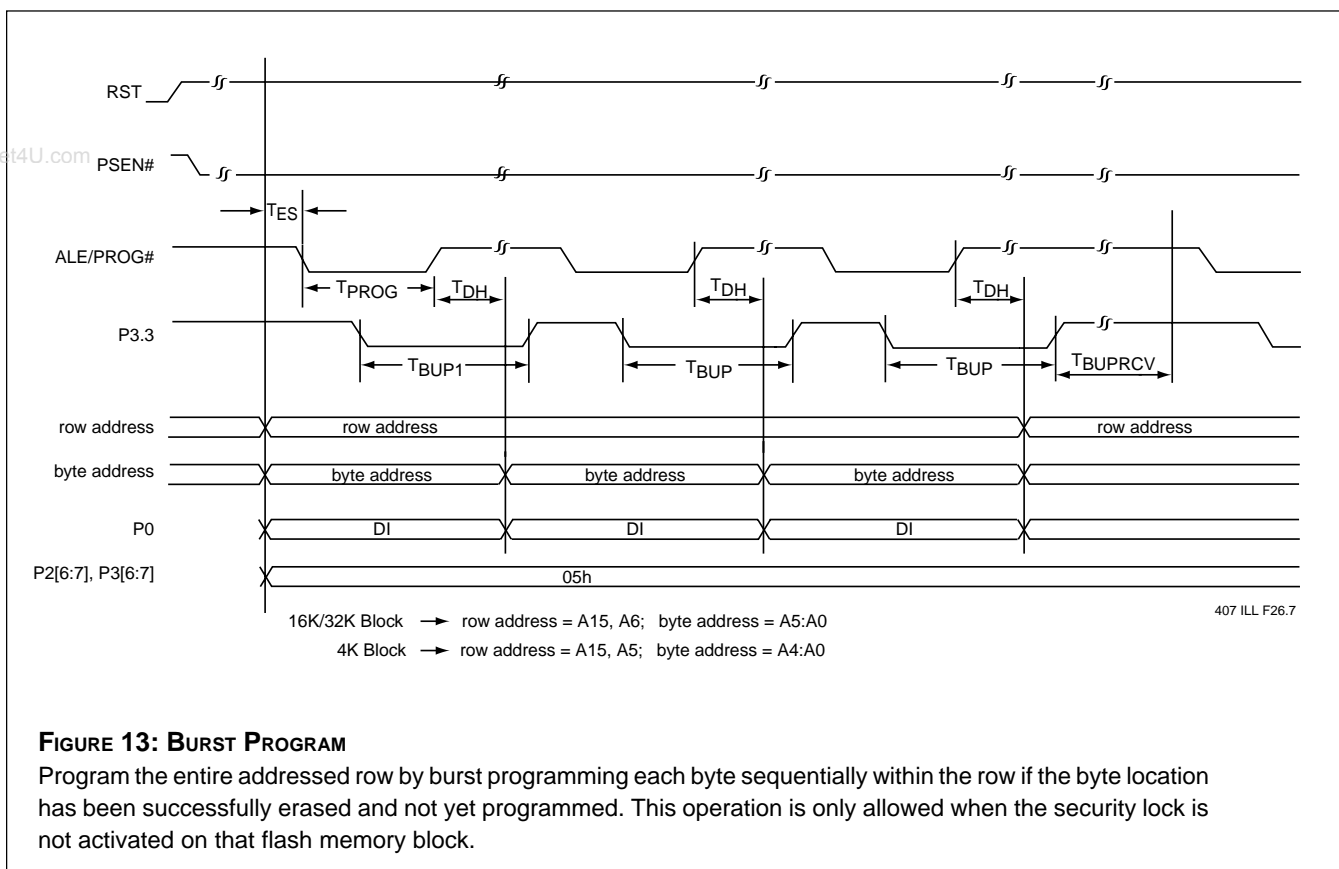 RST
et4U.com
PSEN#
TES
ALE/PROG#
TPROG TDH TDH TDH
P3.3
TBUP1 TBUP TBUP TBUPRCV
row address row address row address
byte address byte address byte address byte address
P0 DI DI DI
P2[6:7], P3[6:7] 05h
16K/32K Block → row address = A15, A6; byte address = A5:A0
407 ILL F26.7
4K Block → row address = A15, A5; byte address = A4:A0
FIGURE 13: BURST PROGRAM
Program the entire addressed row by burst programming each byte sequentially within the row if the byte location
has been successfully erased and not yet programmed. This operation is only allowed when the security lock is
not activated on that flash memory block.